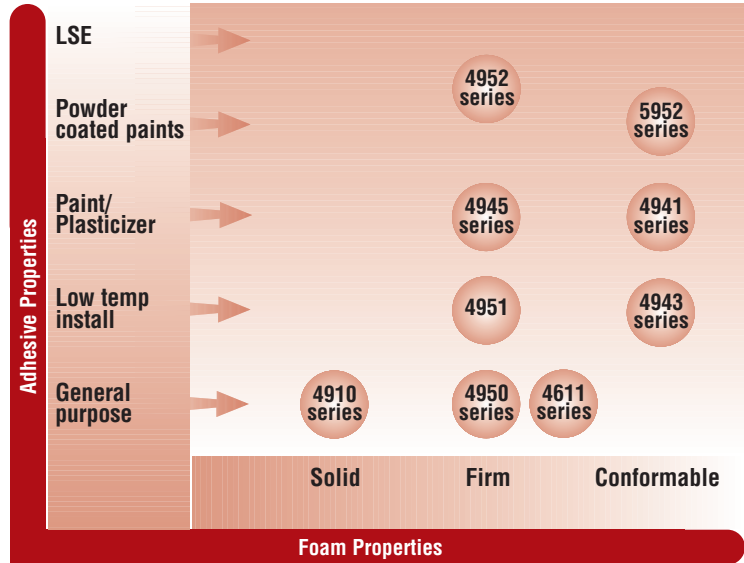 Adhesive Properties
LSE
4952
series
Powder
coated paints
5952
series
Paint/
Plasticizer
4945
series
4941
series
Low temp
install
4951
4943
series
General
purpose
4910
series
4950
series
4611
series
Solid
Firm
Conformable
Foam Properties